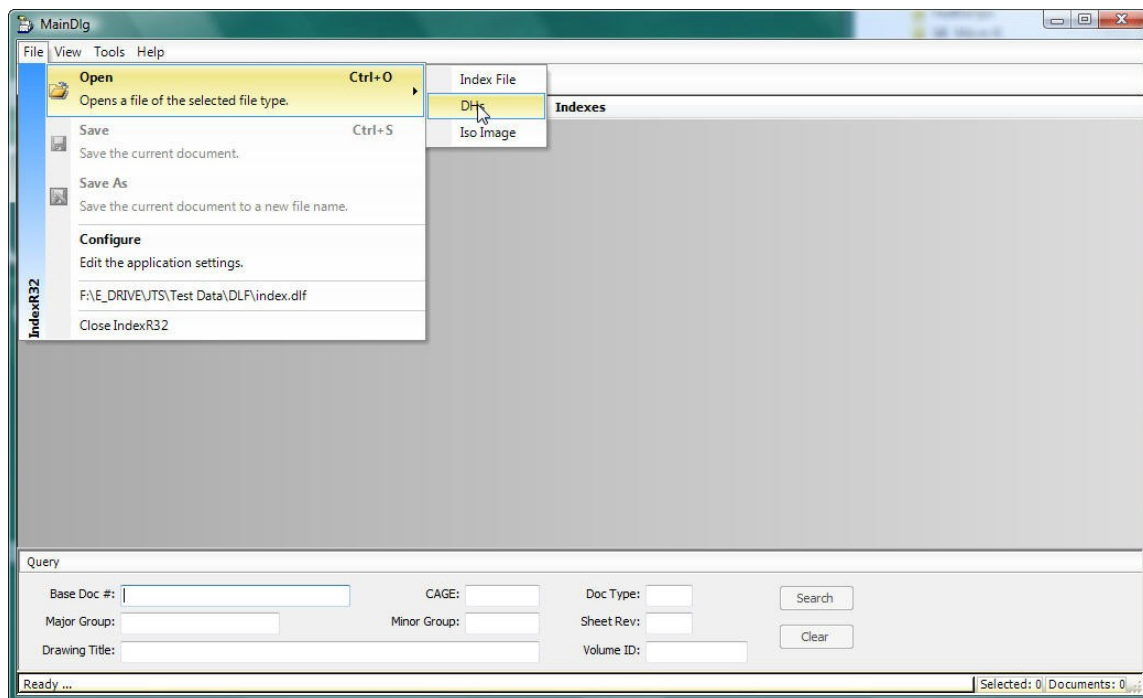 MainDlg
File View Tools Help
Open Ctrl+O
Opens a file of the selected file type.
Save Ctrl+S
Save the current document.
Save As
Save the current document to a new file name.
Configure
Edit the application settings.
F:\E_DRIVE\JTS\Test Data\DLF\index.dlf
Close IndexR32
IndexR32
Index File
DHs
Iso Image
Indexes
Query
Base Doc #: CAGE: Doc Type: Search
Major Group: Minor Group: Sheet Rev: Clear
Drawing Title: Volume ID:
Ready ... Selected: 0 Documents: 0